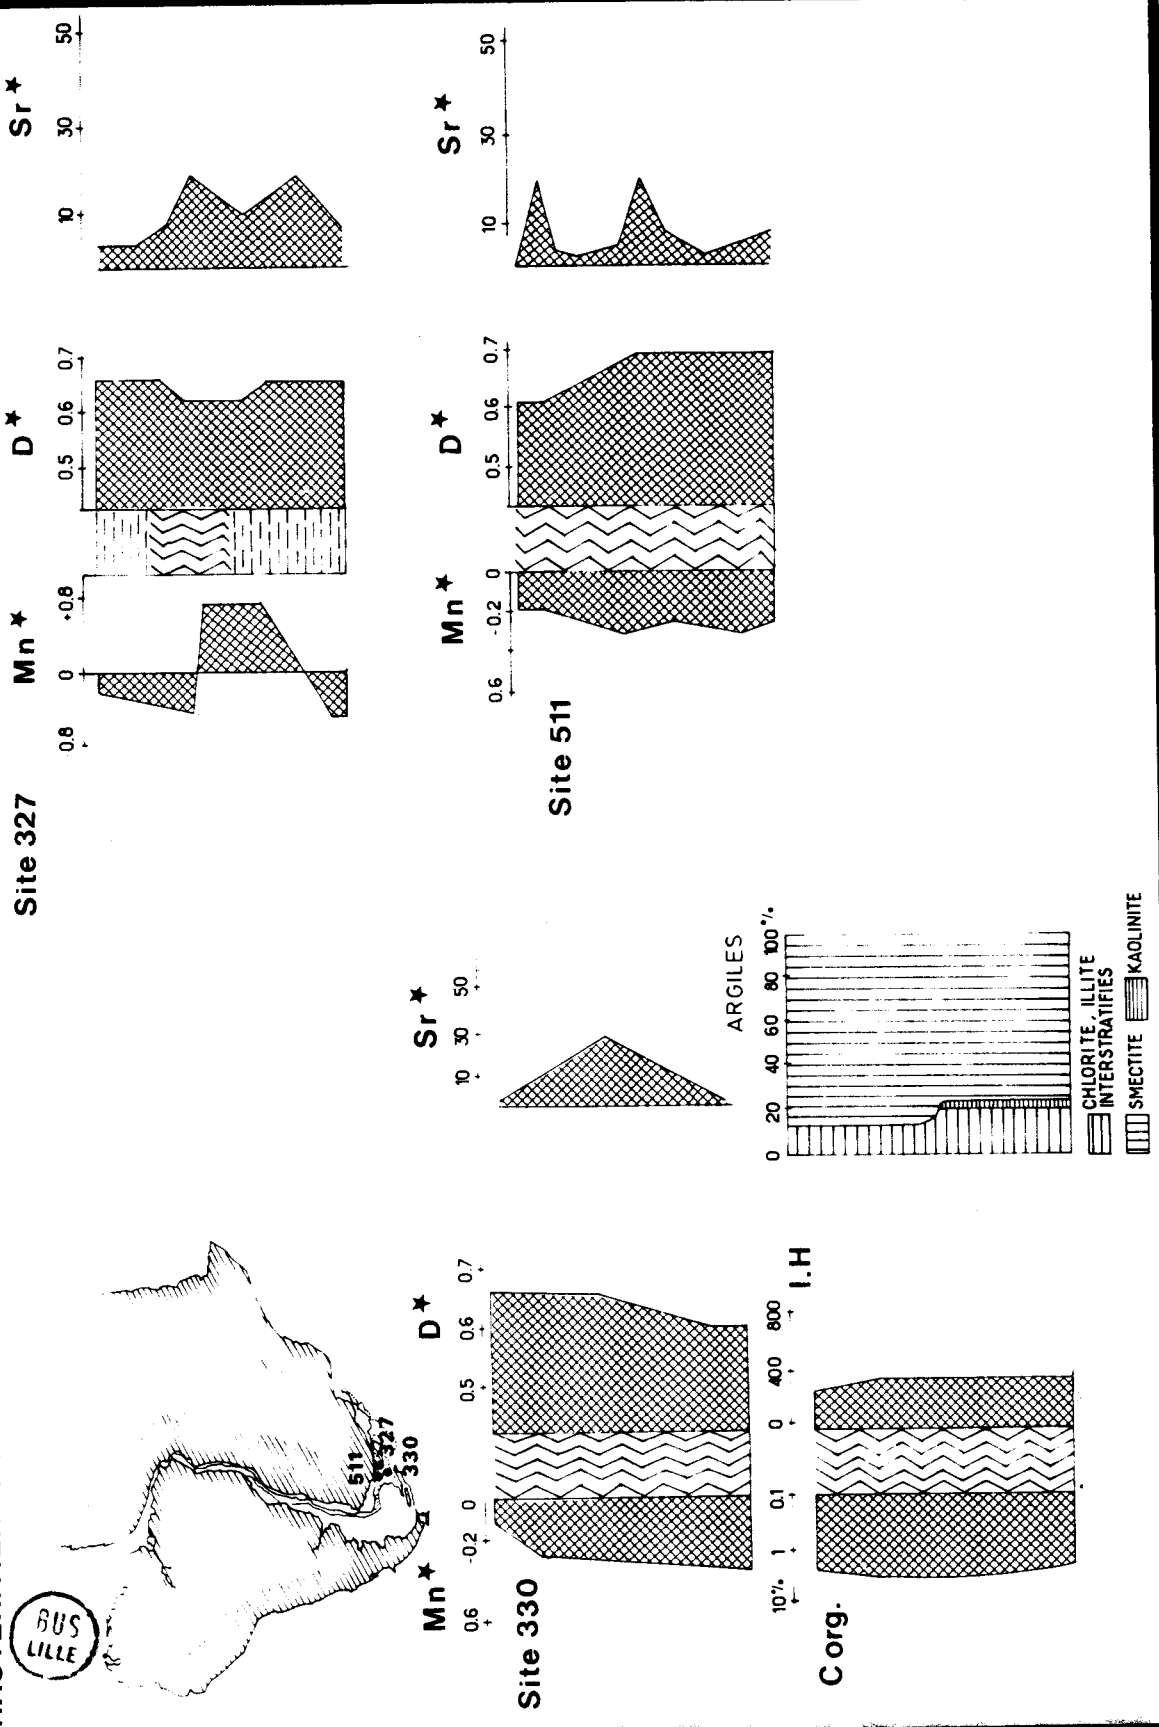 BUS
LILLE
511
327
330
Site 327
Mn★ D★ Sr★
-0.8 0 +0.8 0.5 0.6 0.7 10 30 50
Site 330
Mn★ D★ Sr★
0.6 -0.2 0 0.5 0.6 0.7 10 30 50
Site 511
Mn★ D★ Sr★
0.6 -0.2 0 0.5 0.6 0.7 10 30 50
C org. I.H
10% 1 0.1 0 400 800
ARGILES
0 20 40 60 80 100 %
CHLORITE, ILLITE
INTERSTRATIFIES
SMECTITE KAOLINITE